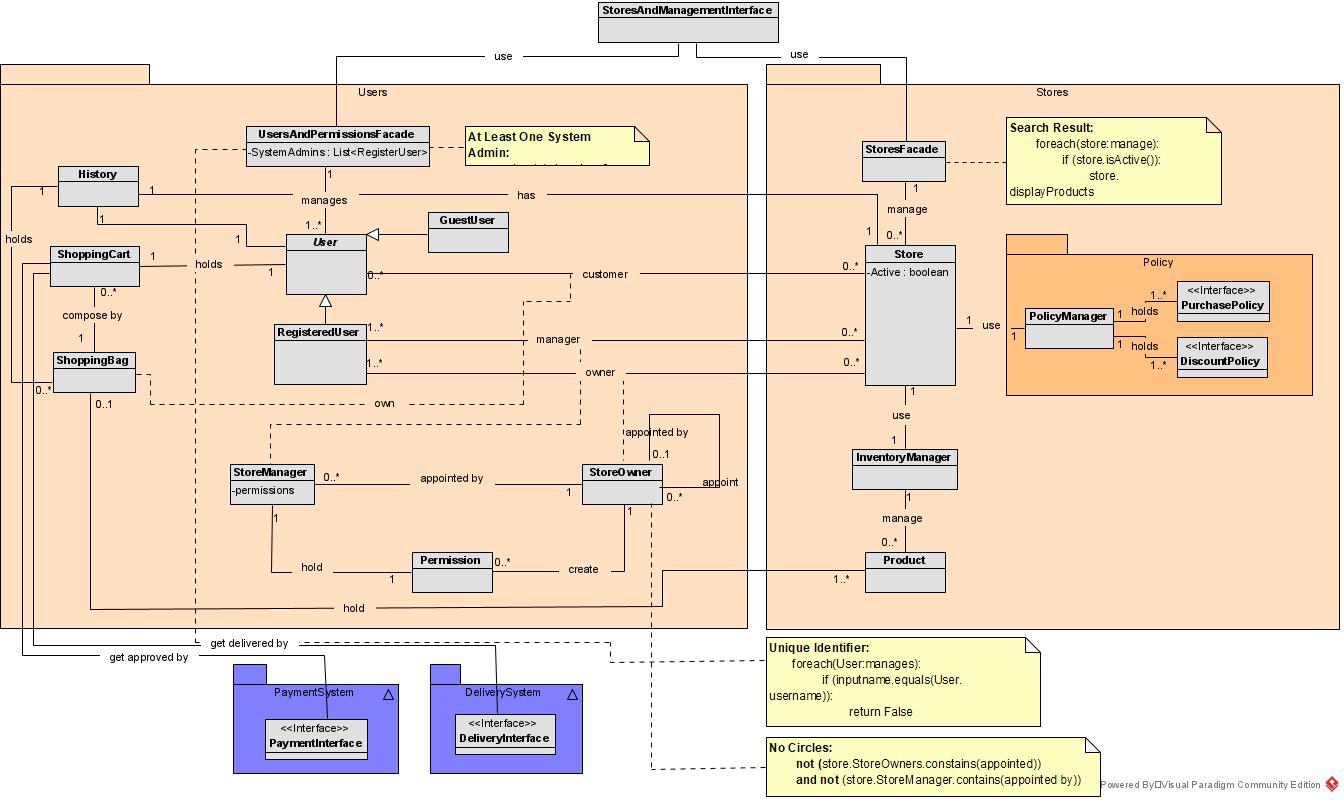 StoresAndManagementInterface
use
use
Users
Stores
UsersAndPermissionsFacade
-SystemAdmins : List<RegisterUser>
At Least One System
Admin:
StoresFacade
Search Result:
foreach(store:manage):
if (store.isActive()):
store.
displayProducts
History
1
1
1
1
manages
has
1
manage
1..*
1
1
0..*
GuestUser
User
holds
ShoppingCart
1
holds
1
0..*
customer
0..*
Store
-Active : boolean
Policy
PolicyManager
<<Interface>>
PurchasePolicy
1..*
1
holds
0..*
compose by
1
RegisteredUser
1..*
manager
0..*
1
use
1
1
holds
1..*
<<Interface>>
DiscountPolicy
ShoppingBag
0..*
0..1
1..*
owner
0..*
own
1
use
1
appointed by
0..1
StoreManager
-permissions
0..*
appointed by
1
StoreOwner
0..*
appoint
InventoryManager
1
manage
0..*
1
1
Permission
0..*
create
hold
1
Product
1..*
hold
get delivered by
get approved by
PaymentSystem
<<Interface>>
PaymentInterface
DeliverySystem
<<Interface>>
DeliveryInterface
Unique Identifier:
foreach(User:manages):
if (inputname.equals(User.
username)):
return False
No Circles:
not (store.StoreOwners.constains(appointed))
and not (store.StoreManager.contains(appointed by))
Powered By□Visual Paradigm Community Edition